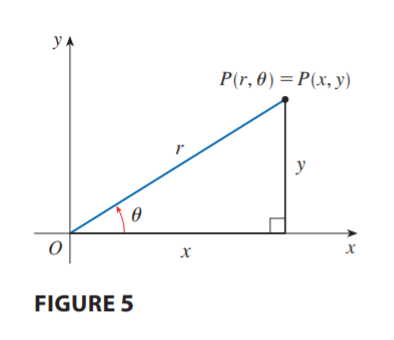 y
P(r, θ) = P(x, y)
r
y
θ
O
x
x
FIGURE 5